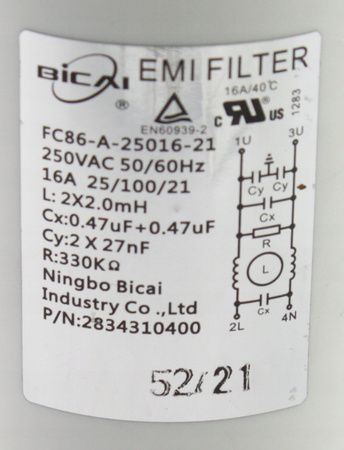 BiCAI EMI FILTER
®
16A/40℃
EN60939-2
C RU US
1283
FC86-A-25016-21
250VAC 50/60Hz
16A 25/100/21
L: 2X2.0mH
Cx:0.47uF+0.47uF
Cy:2 X 27nF
R:330KΩ
Ningbo Bicai
Industry Co.,Ltd
P/N:2834310400
1U 3U
Cy Cy
Cx
R
L
Cx
2L 4N
52/21